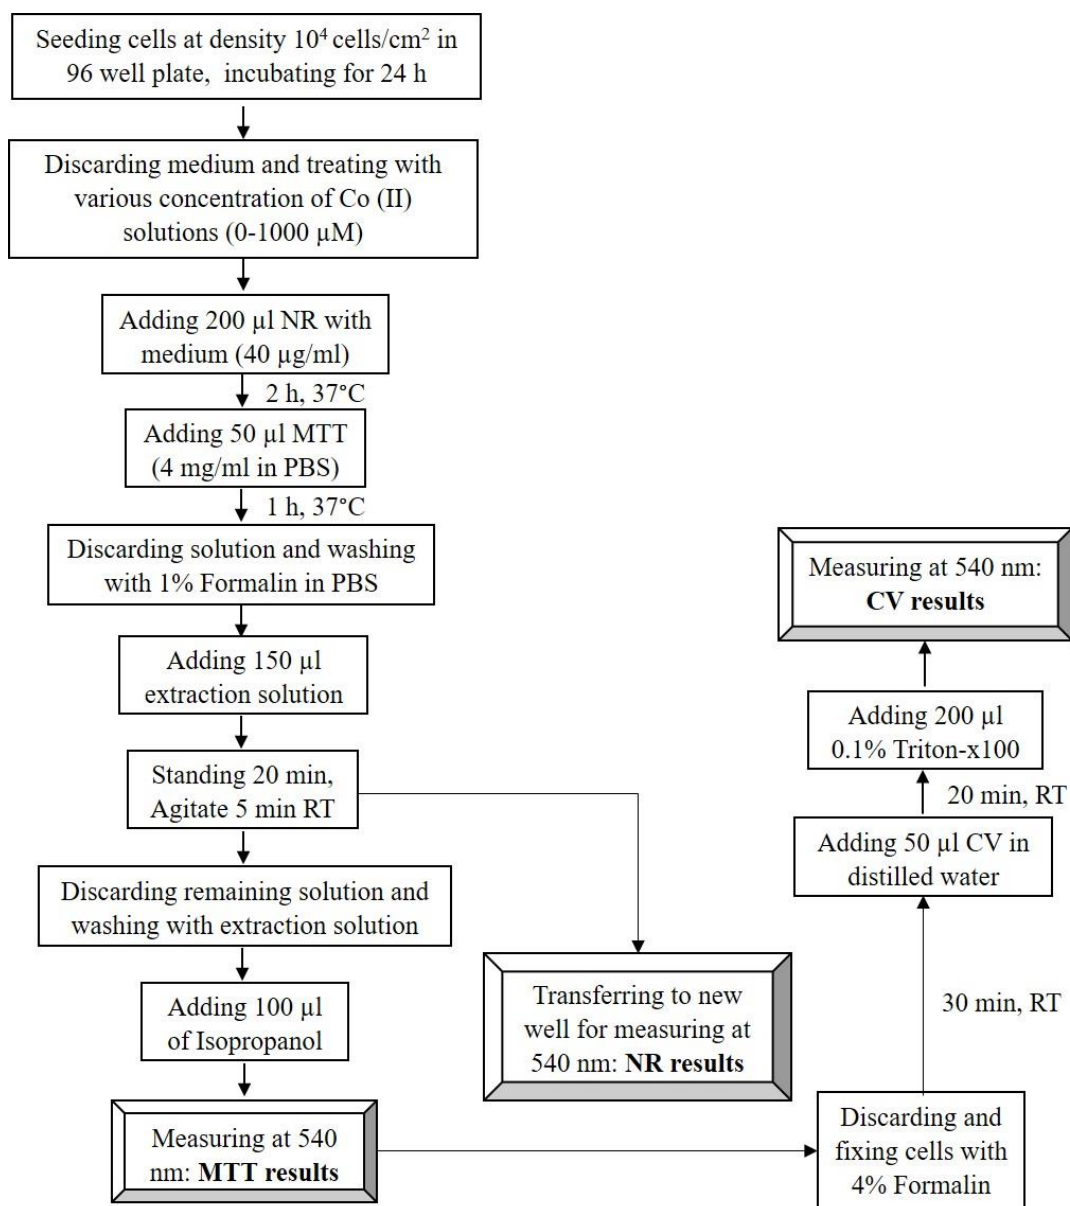 Seeding cells at density 10⁴ cells/cm² in
96 well plate,  incubating for 24 h
Discarding medium and treating with
various concentration of Co (II)
solutions (0-1000 µM)
Adding 200 µl NR with
medium (40 µg/ml)
2 h, 37°C
Adding 50 µl MTT
(4 mg/ml in PBS)
1 h, 37°C
Discarding solution and washing
with 1% Formalin in PBS
Adding 150 µl
extraction solution
Standing 20 min,
Agitate 5 min RT
Discarding remaining solution and
washing with extraction solution
Adding 100 µl
of Isopropanol
Measuring at 540
nm: MTT results
Transferring to new
well for measuring at
540 nm: NR results
Discarding and
fixing cells with
4% Formalin
30 min, RT
Adding 50 µl CV in
distilled water
20 min, RT
Adding 200 µl
0.1% Triton-x100
Measuring at 540 nm:
CV results